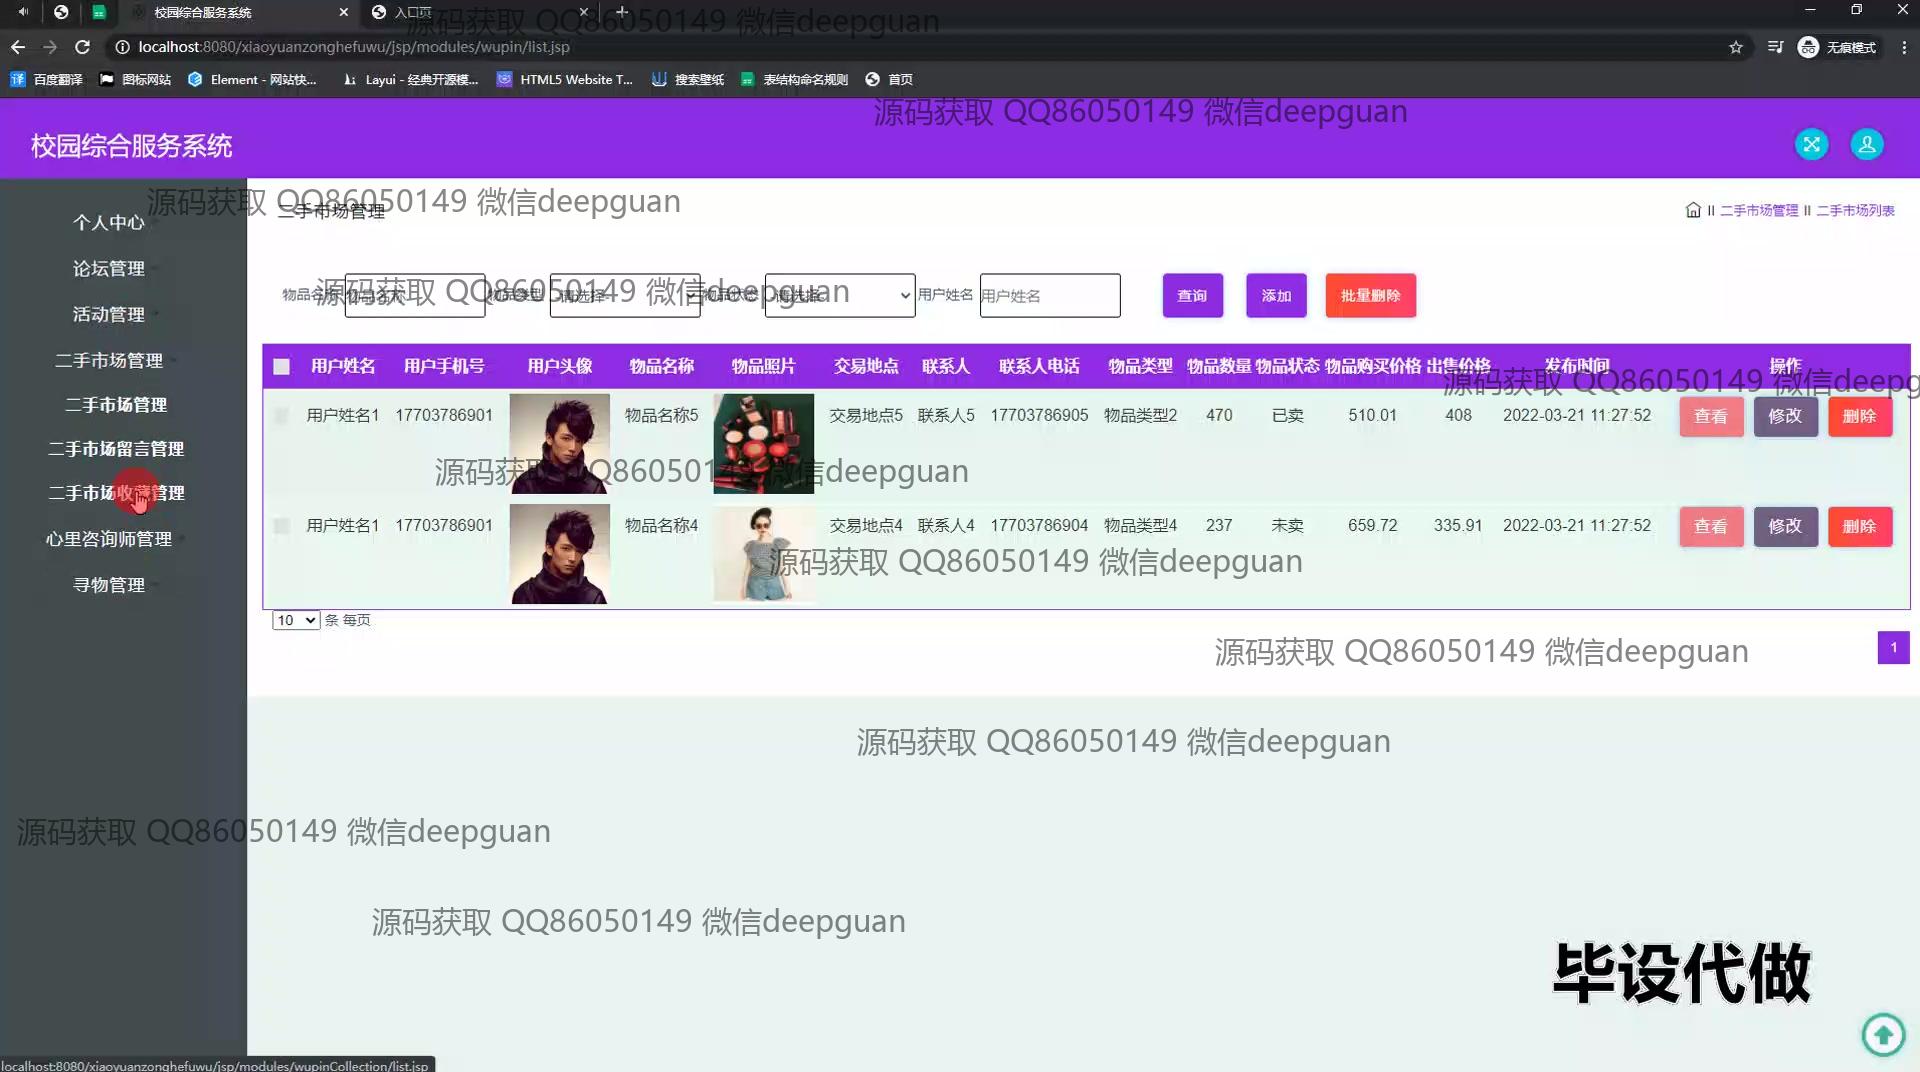 校园综合服务系统
入口页
localhost:8080/xiaoyuanzonghefuwu/jsp/modules/wupin/list.jsp
无痕模式
百度翻译
图标网站
Element - 网站快...
Layui - 经典开源模...
HTML5 Website T...
搜索壁纸
表结构命名规则
首页
源码获取 QQ86050149 微信deepguan
源码获取 QQ86050149 微信deepguan
校园综合服务系统
源码获取 QQ86050149 微信deepguan
二手市场管理
二手市场管理 二手市场列表
个人中心
论坛管理
活动管理
二手市场管理
二手市场管理
二手市场留言管理
二手市场收藏管理
心里咨询师管理
寻物管理
物品名称 物品名称 物品类型 请选择 物品状态 请选择 用户姓名 用户姓名 查询 添加 批量删除
源码获取 QQ86050149 微信deepguan
用户姓名 用户手机号 用户头像 物品名称 物品照片 交易地点 联系人 联系人电话 物品类型 物品数量 物品状态 物品购买价格 出售价格 发布时间 操作
源码获取 QQ86050149 微信deepg
用户姓名1 17703786901 物品名称5 交易地点5 联系人5 17703786905 物品类型2 470 已卖 510.01 408 2022-03-21 11:27:52 查看 修改 删除
源码获取 QQ86050149 微信deepguan
用户姓名1 17703786901 物品名称4 交易地点4 联系人4 17703786904 物品类型4 237 未卖 659.72 335.91 2022-03-21 11:27:52 查看 修改 删除
源码获取 QQ86050149 微信deepguan
10 条 每页
1
源码获取 QQ86050149 微信deepguan
源码获取 QQ86050149 微信deepguan
源码获取 QQ86050149 微信deepguan
源码获取 QQ86050149 微信deepguan
毕设代做
localhost:8080/xiaoyuanzonghefuwu/jsp/modules/wupinCollection/list.jsp